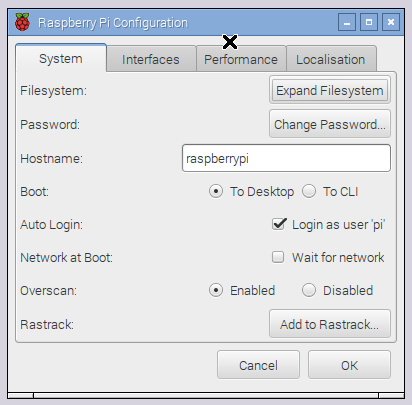 Raspberry Pi Configuration
System Interfaces Performance Localisation
Filesystem: Expand Filesystem
Password: Change Password...
Hostname: raspberrypi
Boot: To Desktop To CLI
Auto Login: Login as user 'pi'
Network at Boot: Wait for network
Overscan: Enabled Disabled
Rastrack: Add to Rastrack...
Cancel OK